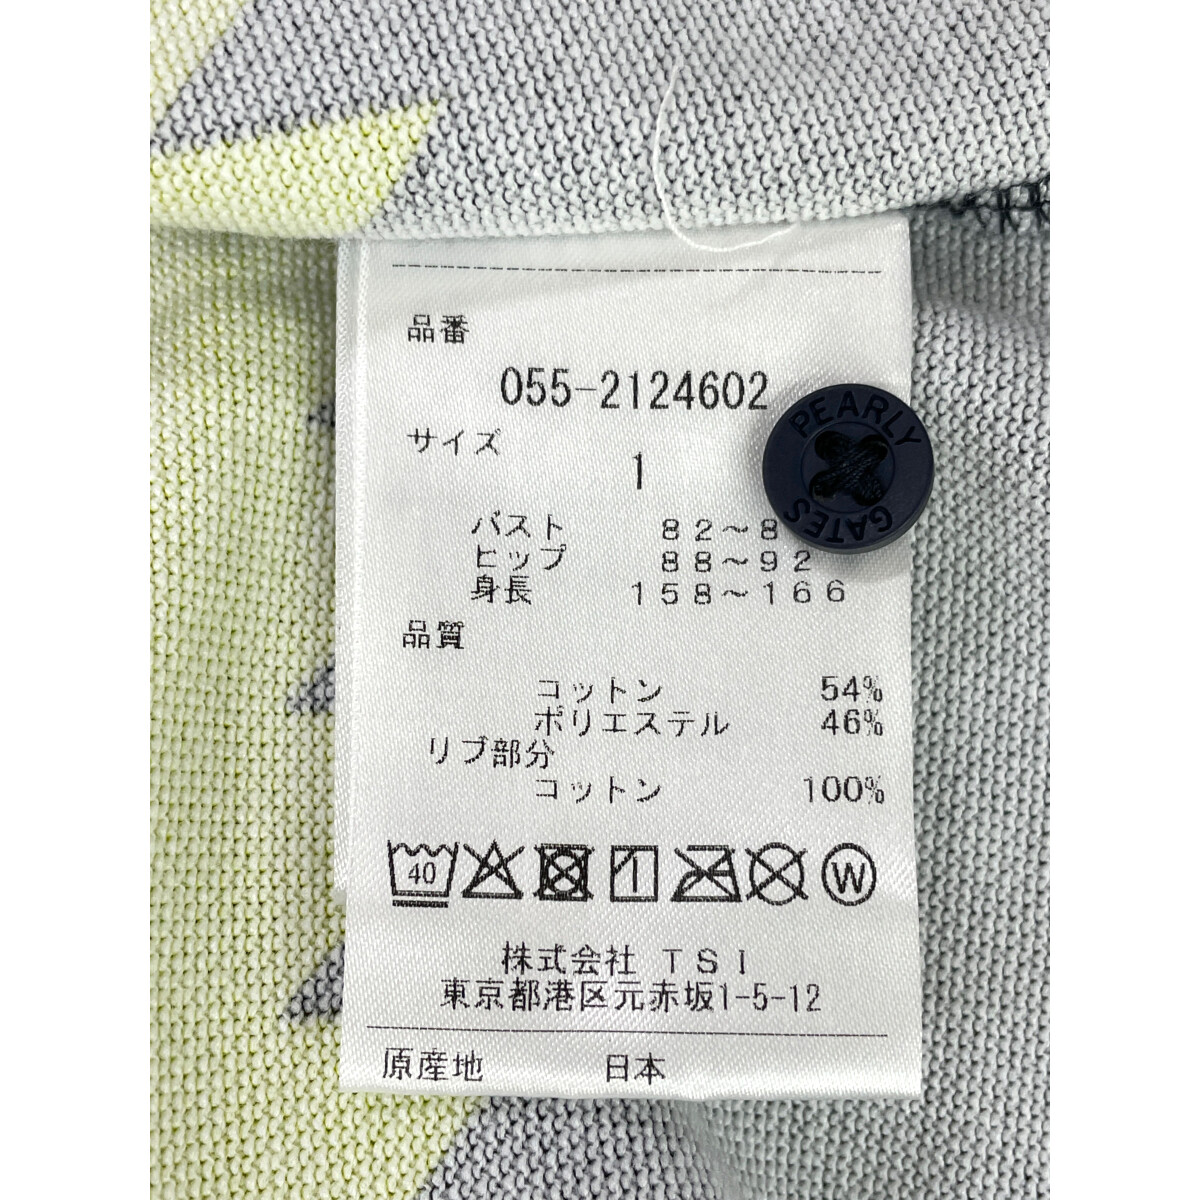 品番
055-2124602
サイズ
1
PEARLY
GATES
バスト 82~8
ヒップ 88~92
身長 158~166
品質
コットン 54%
ポリエステル 46%
リブ部分
コットン 100%
40
W
株式会社 TSI
東京都港区元赤坂1-5-12
原産地 日本